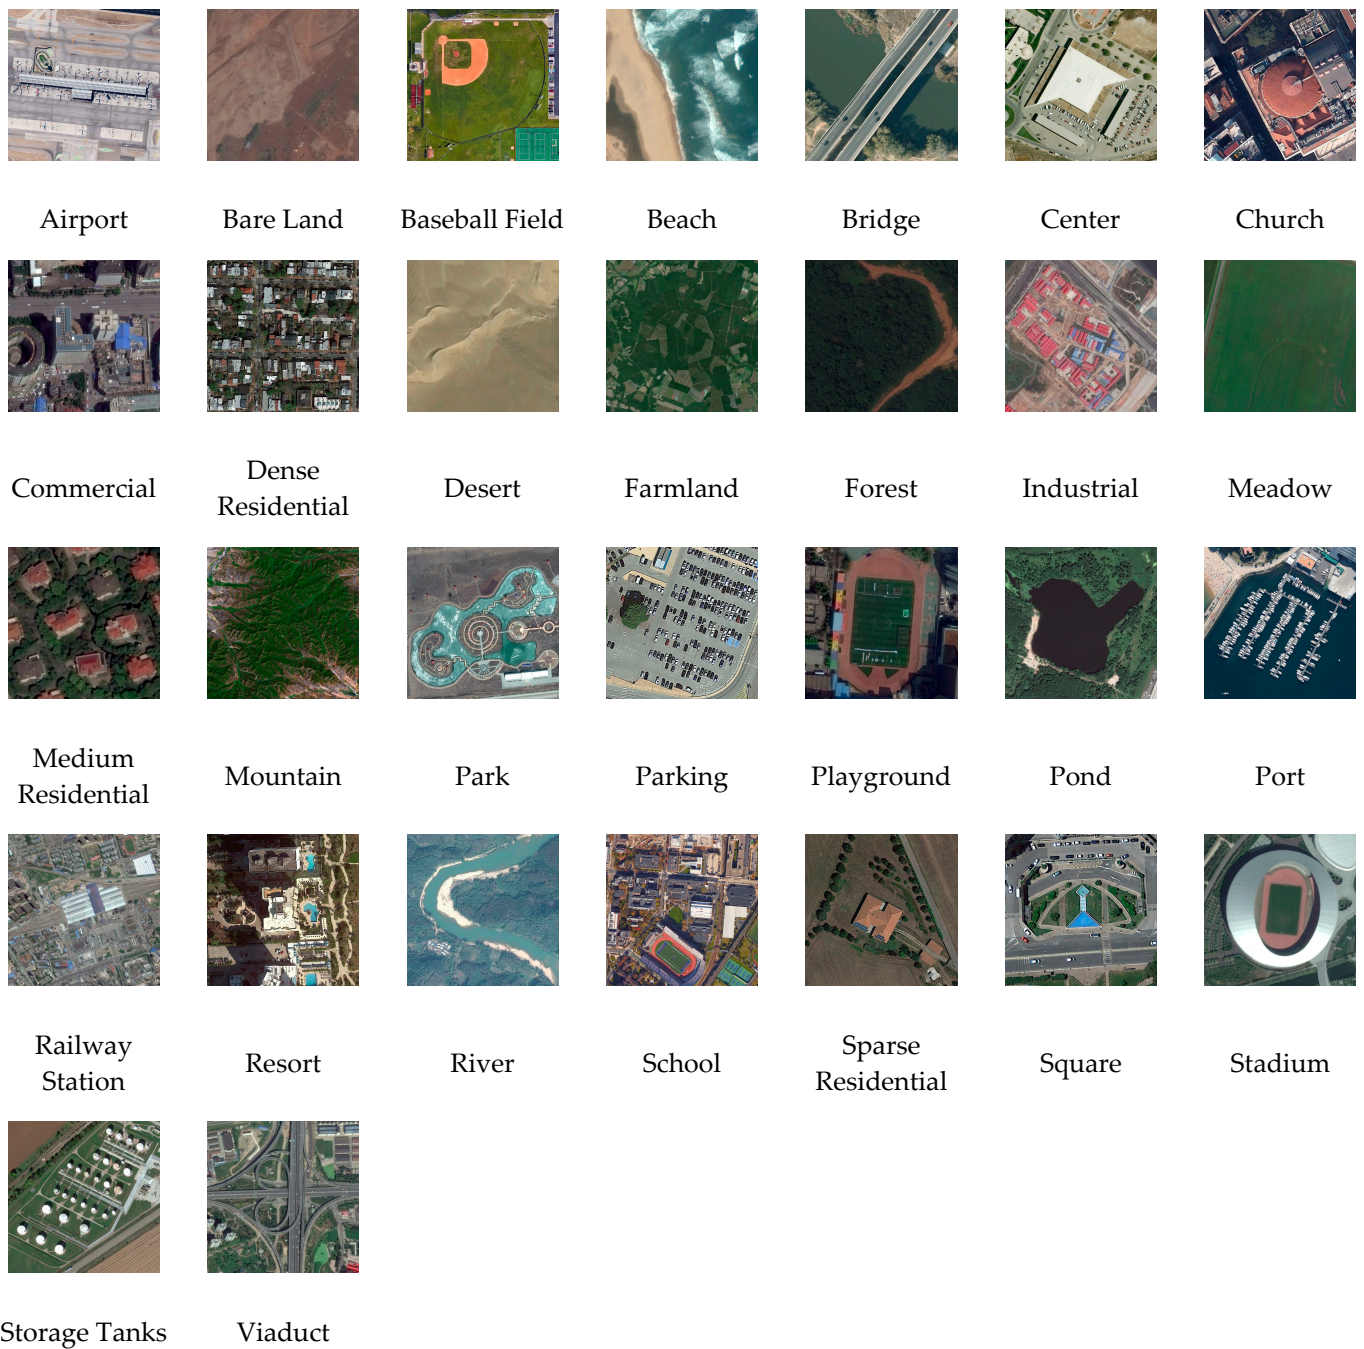 Airport
Bare Land
Baseball Field
Beach
Bridge
Center
Church
Commercial
Dense
Residential
Desert
Farmland
Forest
Industrial
Meadow
Medium
Residential
Mountain
Park
Parking
Playground
Pond
Port
Railway
Station
Resort
River
School
Sparse
Residential
Square
Stadium
Storage Tanks
Viaduct